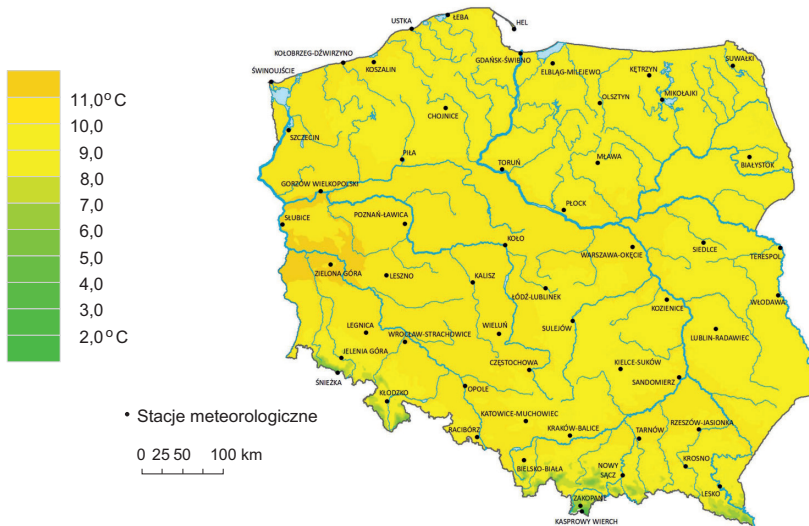 ŁEBA
USTKA
HEL
KOŁOBRZEG-DŹWIRZYNO
KOSZALIN
GDAŃSK-ŚWIBNO
ELBLĄG-MILEJEWO
KĘTRZYN
SUWAŁKI
ŚWINOUJŚCIE
MIKOŁAJKI
OLSZTYN
CHOJNICE
SZCZECIN
PIŁA
TORUŃ
MŁAWA
BIAŁYSTOK
GORZÓW WIELKOPOLSKI
SŁUBICE
POZNAŃ-ŁAWICA
PŁOCK
KOŁO
WARSZAWA-OKĘCIE
SIEDLCE
TERESPOL
ZIELONA GÓRA
LESZNO
KALISZ
ŁÓDŹ-LUBLINEK
KOZIENICE
WŁODAWA
LEGNICA
WROCŁAW-STRACHOWICE
WIELUŃ
SULEJÓW
LUBLIN-RADAWIEC
JELENIA GÓRA
ŚNIEŻKA
CZĘSTOCHOWA
KIELCE-SUKÓW
SANDOMIERZ
KŁODZKO
OPOLE
KATOWICE-MUCHOWIEC
RACIBÓRZ
KRAKÓW-BALICE
TARNÓW
RZESZÓW-JASIONKA
BIELSKO-BIAŁA
NOWY
SĄCZ
KROSNO
LESKO
ZAKOPANE
KASPROWY WIERCH
11,0° C
10,0
9,0
8,0
7,0
6,0
5,0
4,0
3,0
2,0° C
• Stacje meteorologiczne
0 25 50 100 km